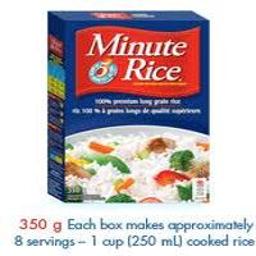 Minute
Rice
100% premium long grain rice
riz 100 % à grains longs de qualité supérieure
350 g Each box makes approximately
8 servings – 1 cup (250 mL) cooked rice